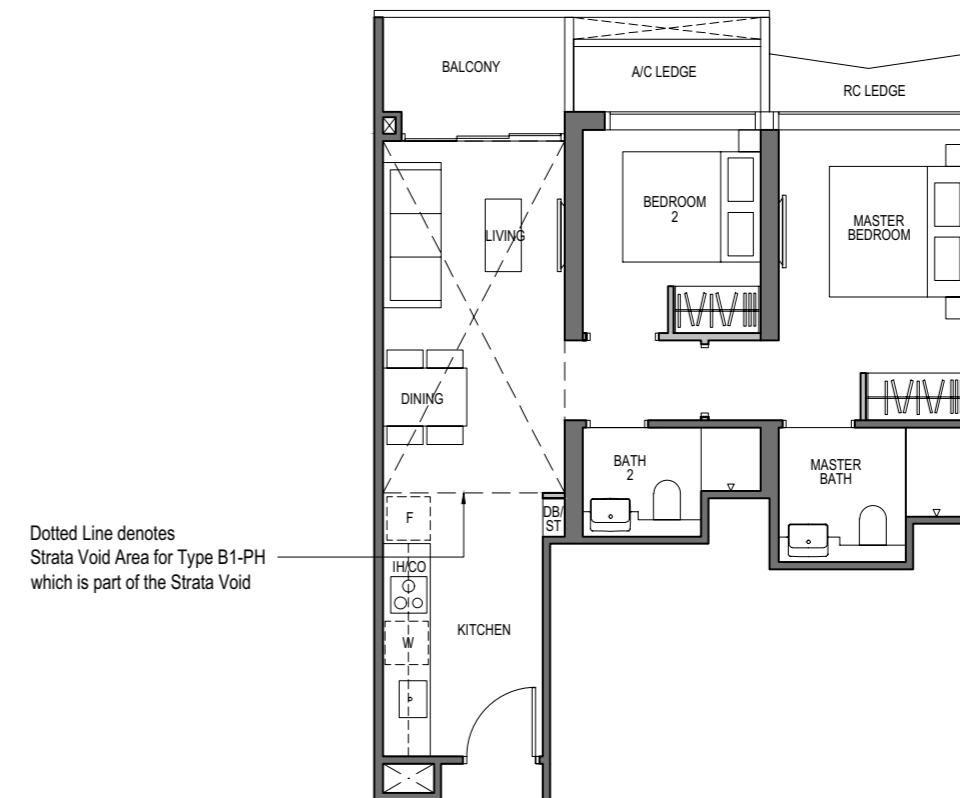 BALCONY
A/C LEDGE
RC LEDGE
BEDROOM
2
MASTER
BEDROOM
LIVING
DINING
BATH
2
MASTER
BATH
F
DB/
ST
Dotted Line denotes
Strata Void Area for Type B1-PH
which is part of the Strata Void
IH/CO
W
KITCHEN